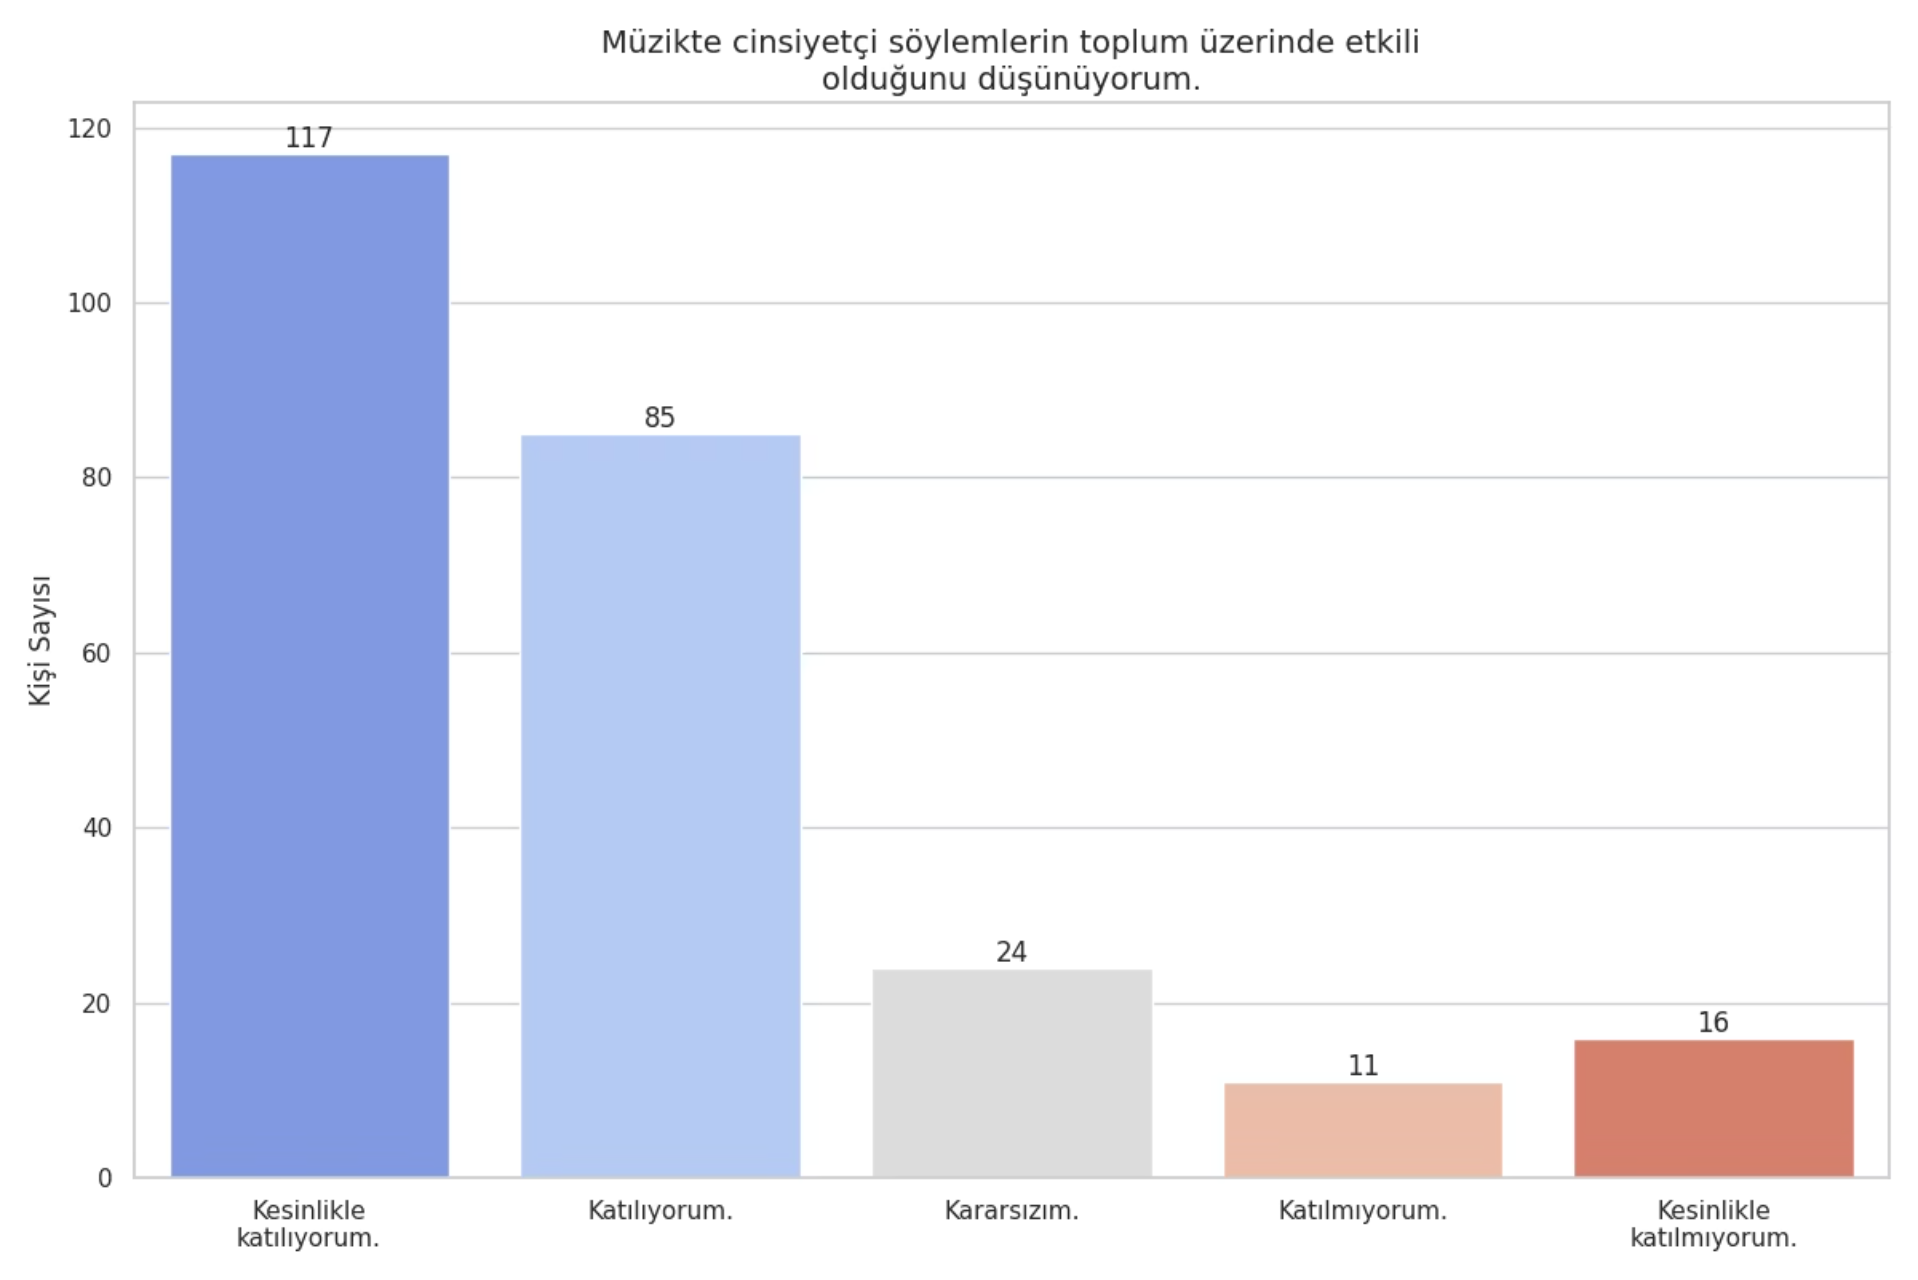 Müzikte cinsiyetçi söylemlerin toplum üzerinde etkili
olduğunu düşünüyorum.
Kişi Sayısı
120
100
80
60
40
20
0
117
85
24
11
16
Kesinlikle
katılıyorum.
Katılıyorum.
Kararsızım.
Katılmıyorum.
Kesinlikle
katılmıyorum.